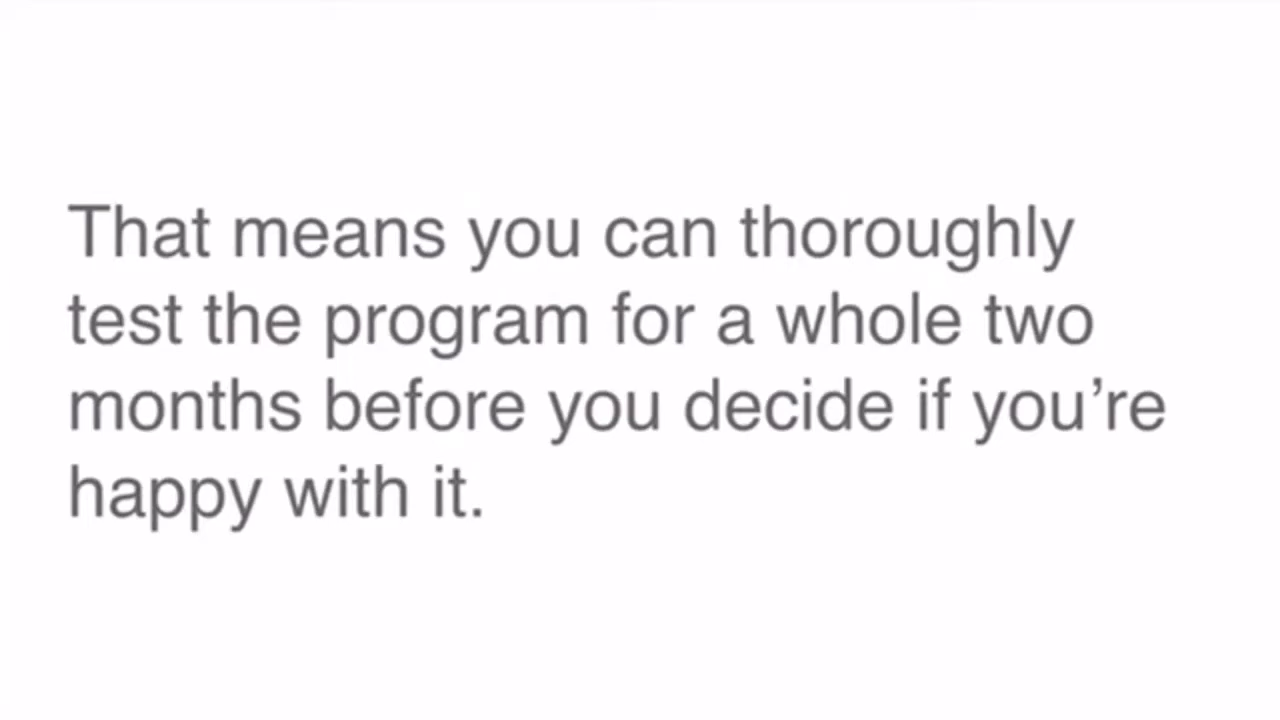 That means you can thoroughly
test the program for a whole two
months before you decide if you’re
happy with it.